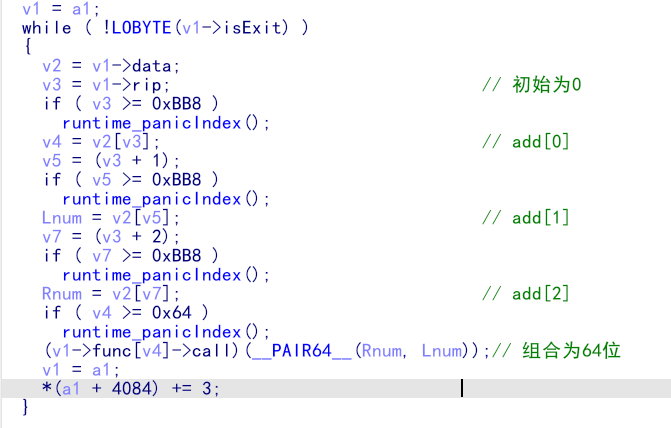 v1 = a1;
while ( !LOBYTE(v1->isExit) )
{
v2 = v1->data;
v3 = v1->rip; // 初始为0
if ( v3 >= 0xBB8 )
runtime_panicIndex();
v4 = v2[v3]; // add[0]
v5 = (v3 + 1);
if ( v5 >= 0xBB8 )
runtime_panicIndex();
Lnum = v2[v5]; // add[1]
v7 = (v3 + 2);
if ( v7 >= 0xBB8 )
runtime_panicIndex();
Rnum = v2[v7]; // add[2]
if ( v4 >= 0x64 )
runtime_panicIndex();
(v1->func[v4]->call)(__PAIR64__(Rnum, Lnum));// 组合为64位
v1 = a1;
*(a1 + 4084) += 3;
}